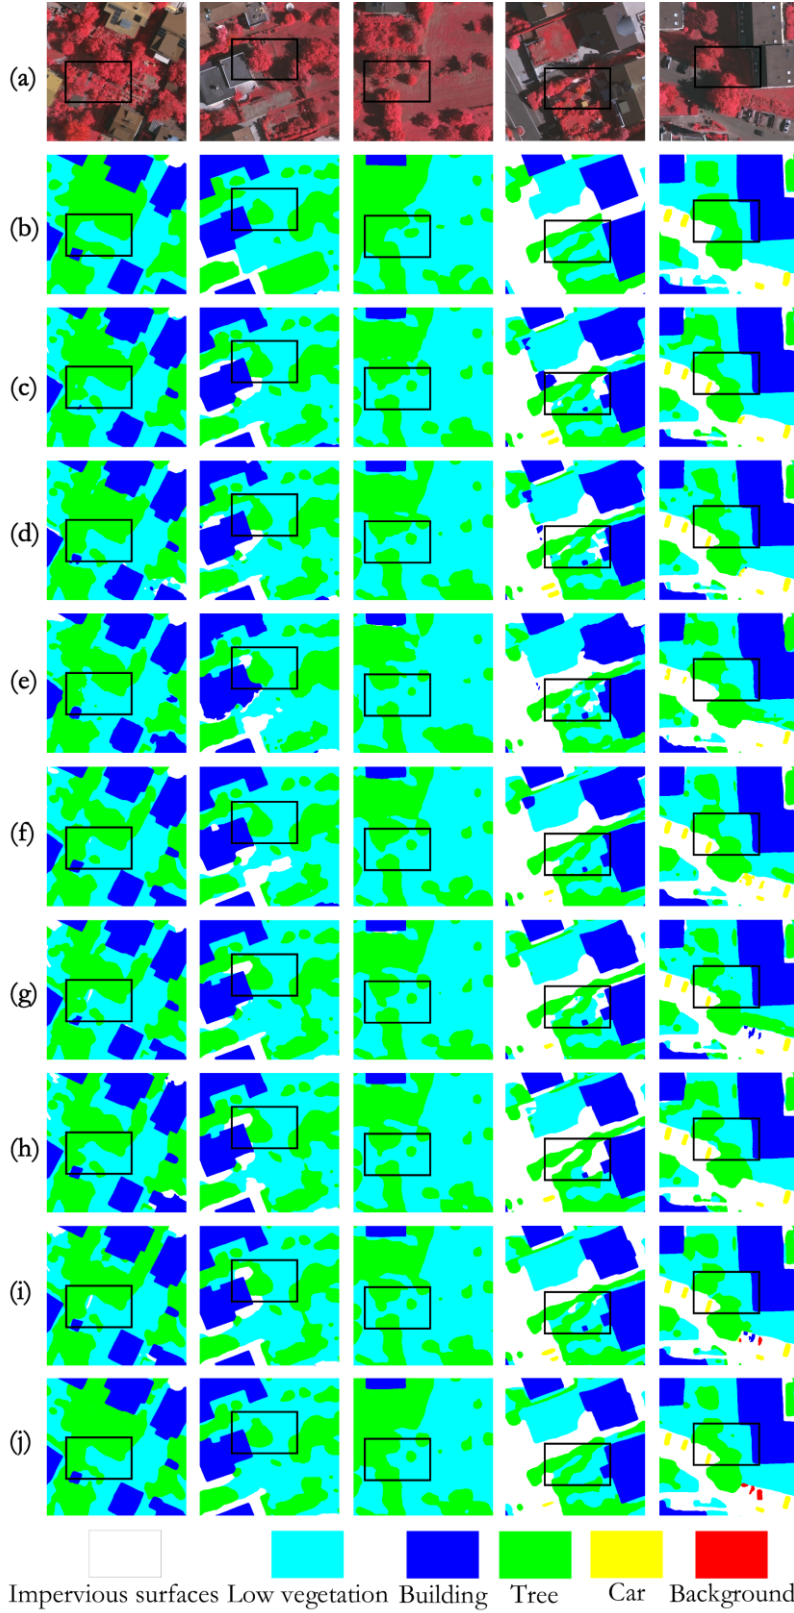 (a)
(b)
(c)
(d)
(e)
(f)
(g)
(h)
(i)
(j)
Impervious surfaces Low vegetation Building Tree Car Background